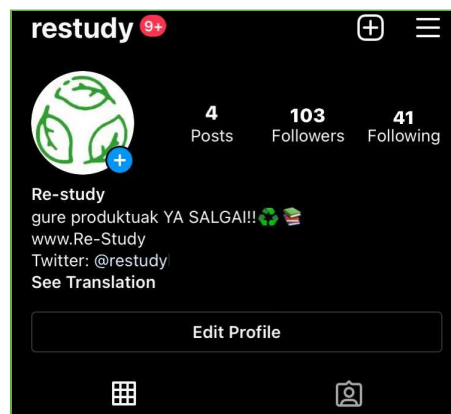 restudy 9+
4 103 41
Posts Followers Following
Re-study
gure produktuak YA SALGAI!!♻️📚
www.Re-Study
Twitter: @restudy
See Translation
Edit Profile